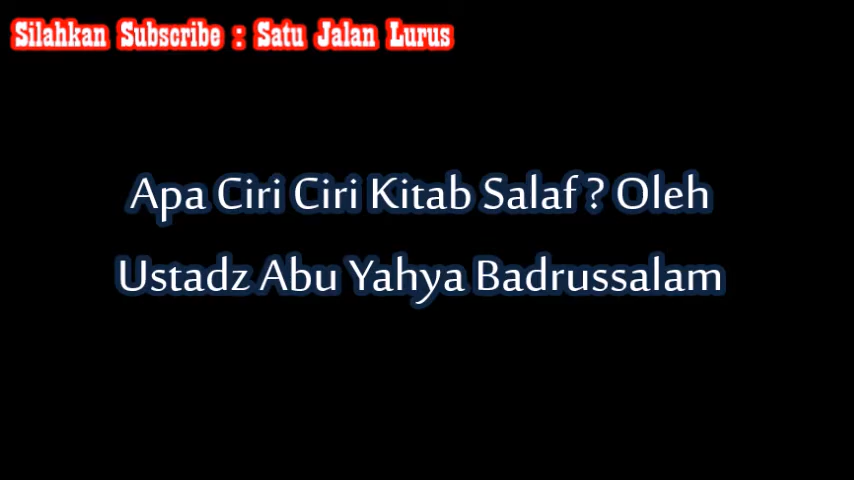 Silahkan Subscribe : Satu Jalan Lurus
Apa Ciri Ciri Kitab Salaf ? Oleh
Ustadz Abu Yahya Badrussalam